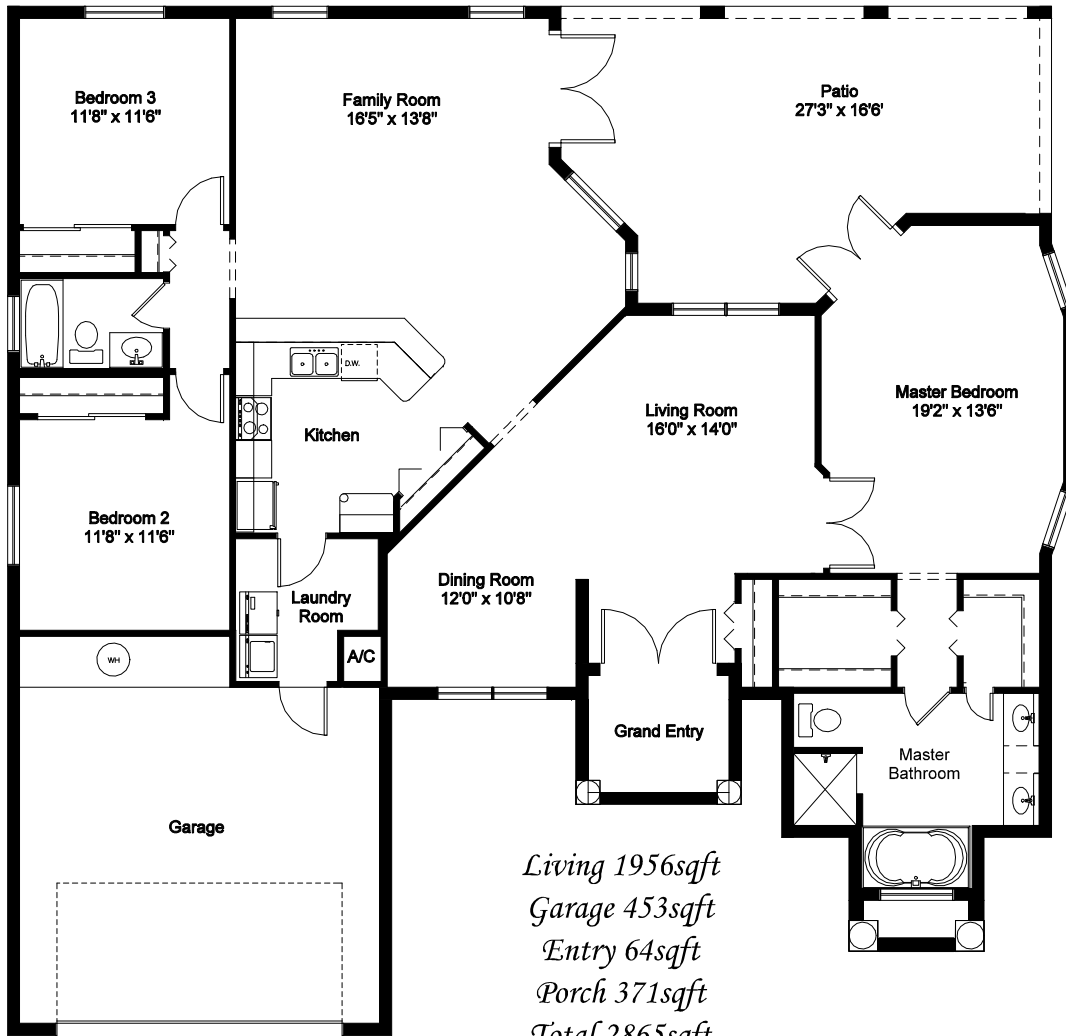 Bedroom 3
11'8" x 11'6"
Family Room
16'5" x 13'8"
Patio
27'3" x 16'6'
D.W.
Kitchen
Living Room
16'0" x 14'0"
Master Bedroom
19'2" x 13'6"
Bedroom 2
11'8" x 11'6"
Dining Room
12'0" x 10'8"
Laundry
Room
A/C
WH
Grand Entry
Master
Bathroom
Garage
Living 1956sqft
Garage 453sqft
Entry 64sqft
Porch 371sqft
Total 2865sqft